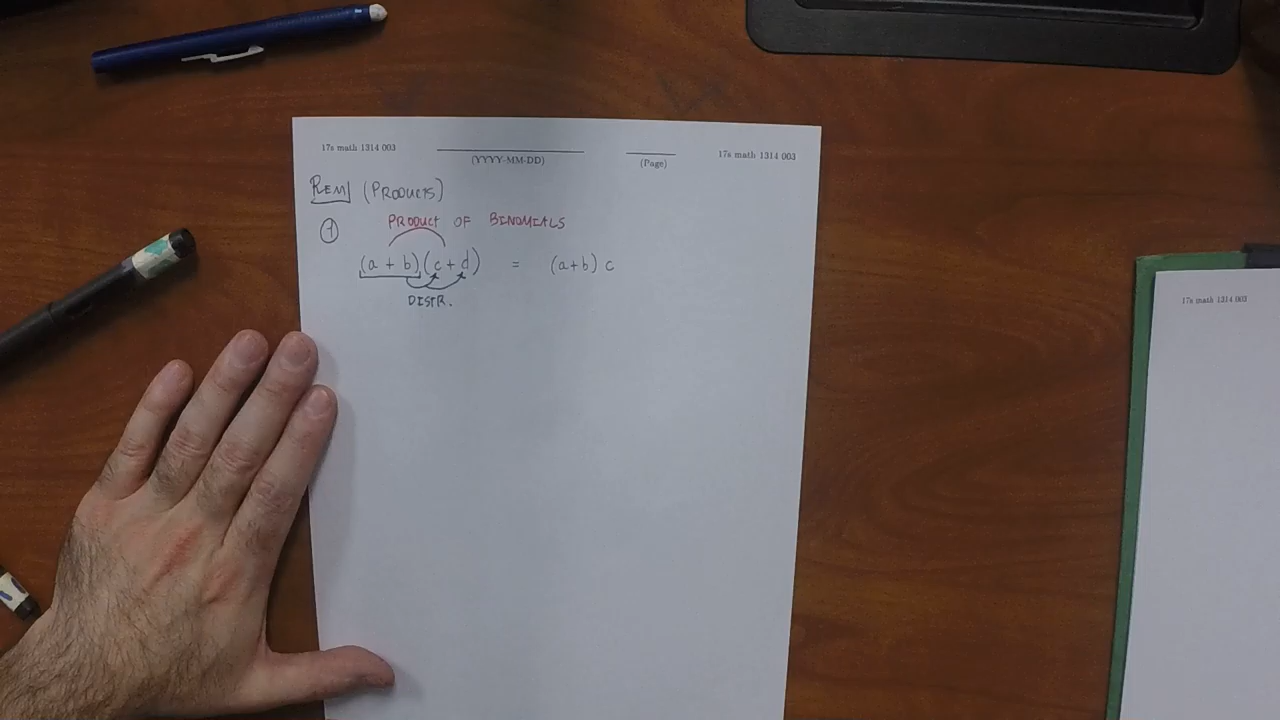 17s math 1314 003 (YYYY-MM-DD) (Page) 17s math 1314 003
REM (PRODUCTS)
1 PRODUCT OF BINOMIALS
(a + b)(c + d) = (a+b) c
DISTR.
17s math 1314 003